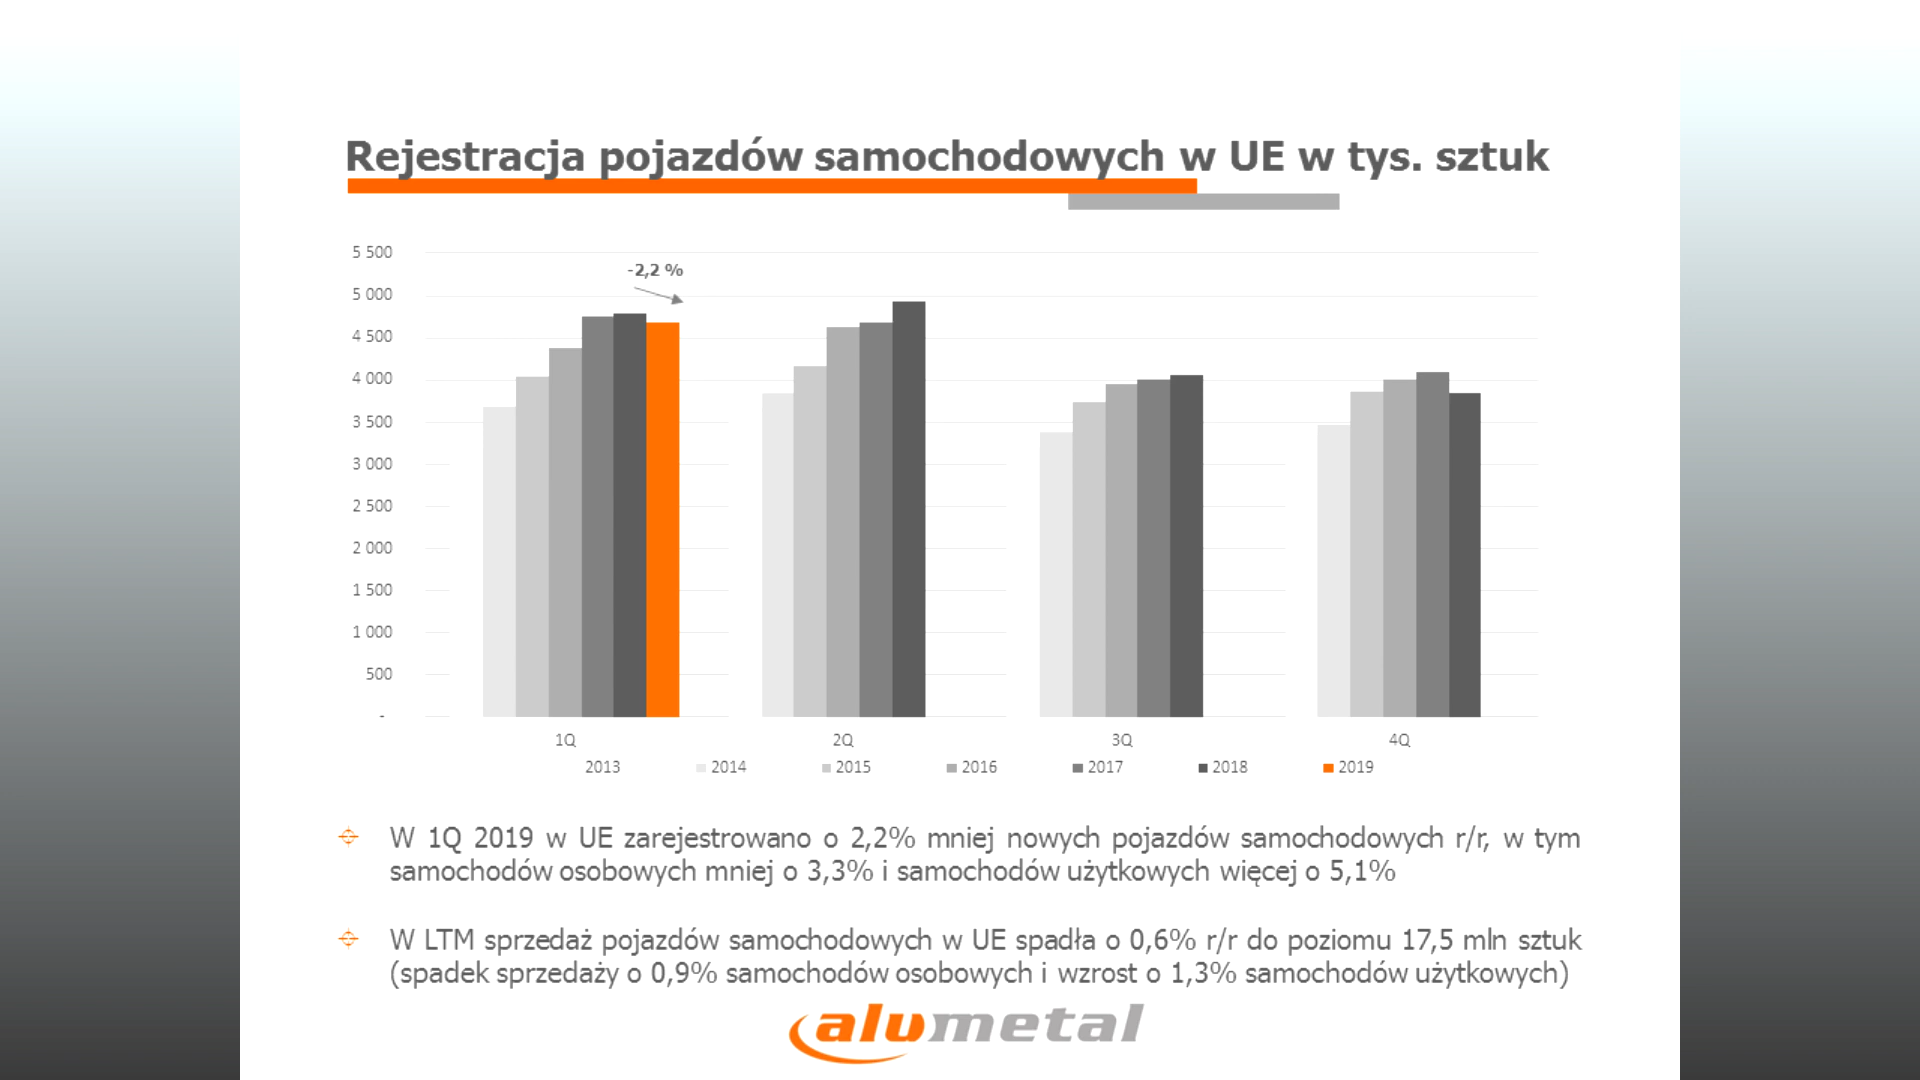 Rejestracja pojazdów samochodowych w UE w tys. sztuk
5 500
-2,2 %
5 000
4 500
4 000
3 500
3 000
2 500
2 000
1 500
1 000
500
-
1Q 2Q 3Q 4Q
2013 2014 2015 2016 2017 2018 2019
W 1Q 2019 w UE zarejestrowano o 2,2% mniej nowych pojazdów samochodowych r/r, w tym
samochodów osobowych mniej o 3,3% i samochodów użytkowych więcej o 5,1%
W LTM sprzedaż pojazdów samochodowych w UE spadła o 0,6% r/r do poziomu 17,5 mln sztuk
(spadek sprzedaży o 0,9% samochodów osobowych i wzrost o 1,3% samochodów użytkowych)
alumetal